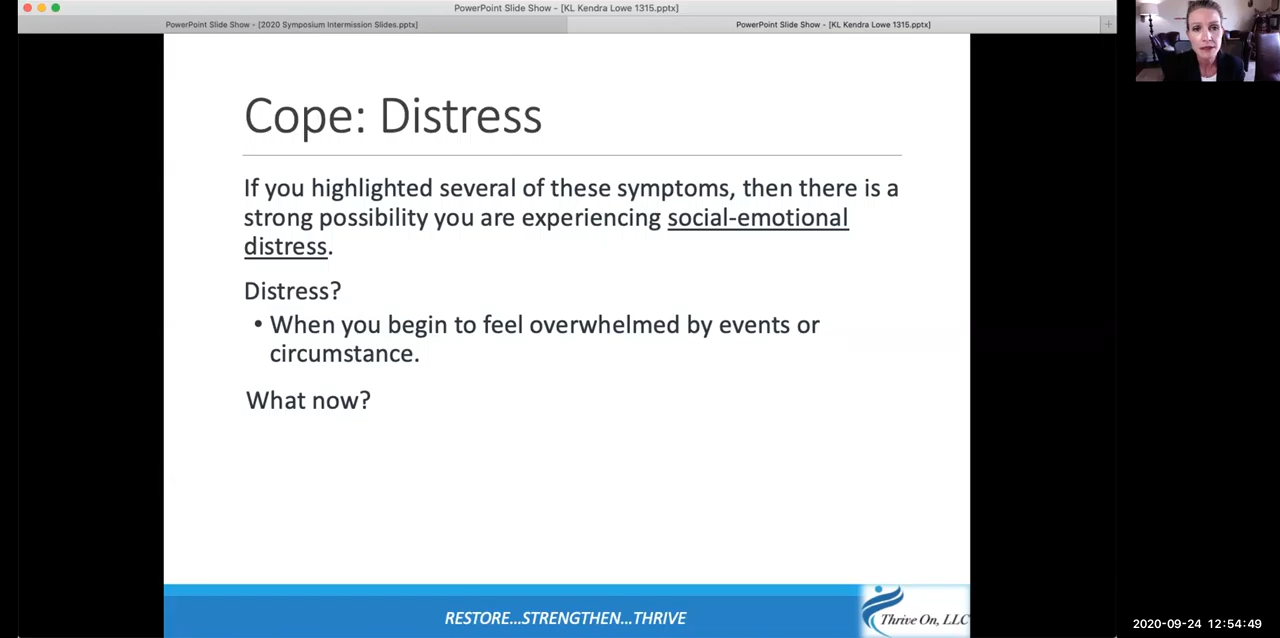 PowerPoint Slide Show - [KL Kendra Lowe 1315.pptx]
PowerPoint Slide Show - [2020 Symposium Intermission Slides.pptx]
PowerPoint Slide Show - [KL Kendra Lowe 1315.pptx]
Cope: Distress
If you highlighted several of these symptoms, then there is a
strong possibility you are experiencing social-emotional
distress.
Distress?
• When you begin to feel overwhelmed by events or
circumstance.
What now?
RESTORE...STRENGTHEN...THRIVE
Thrive On, LLC
2020-09-24 12:54:49